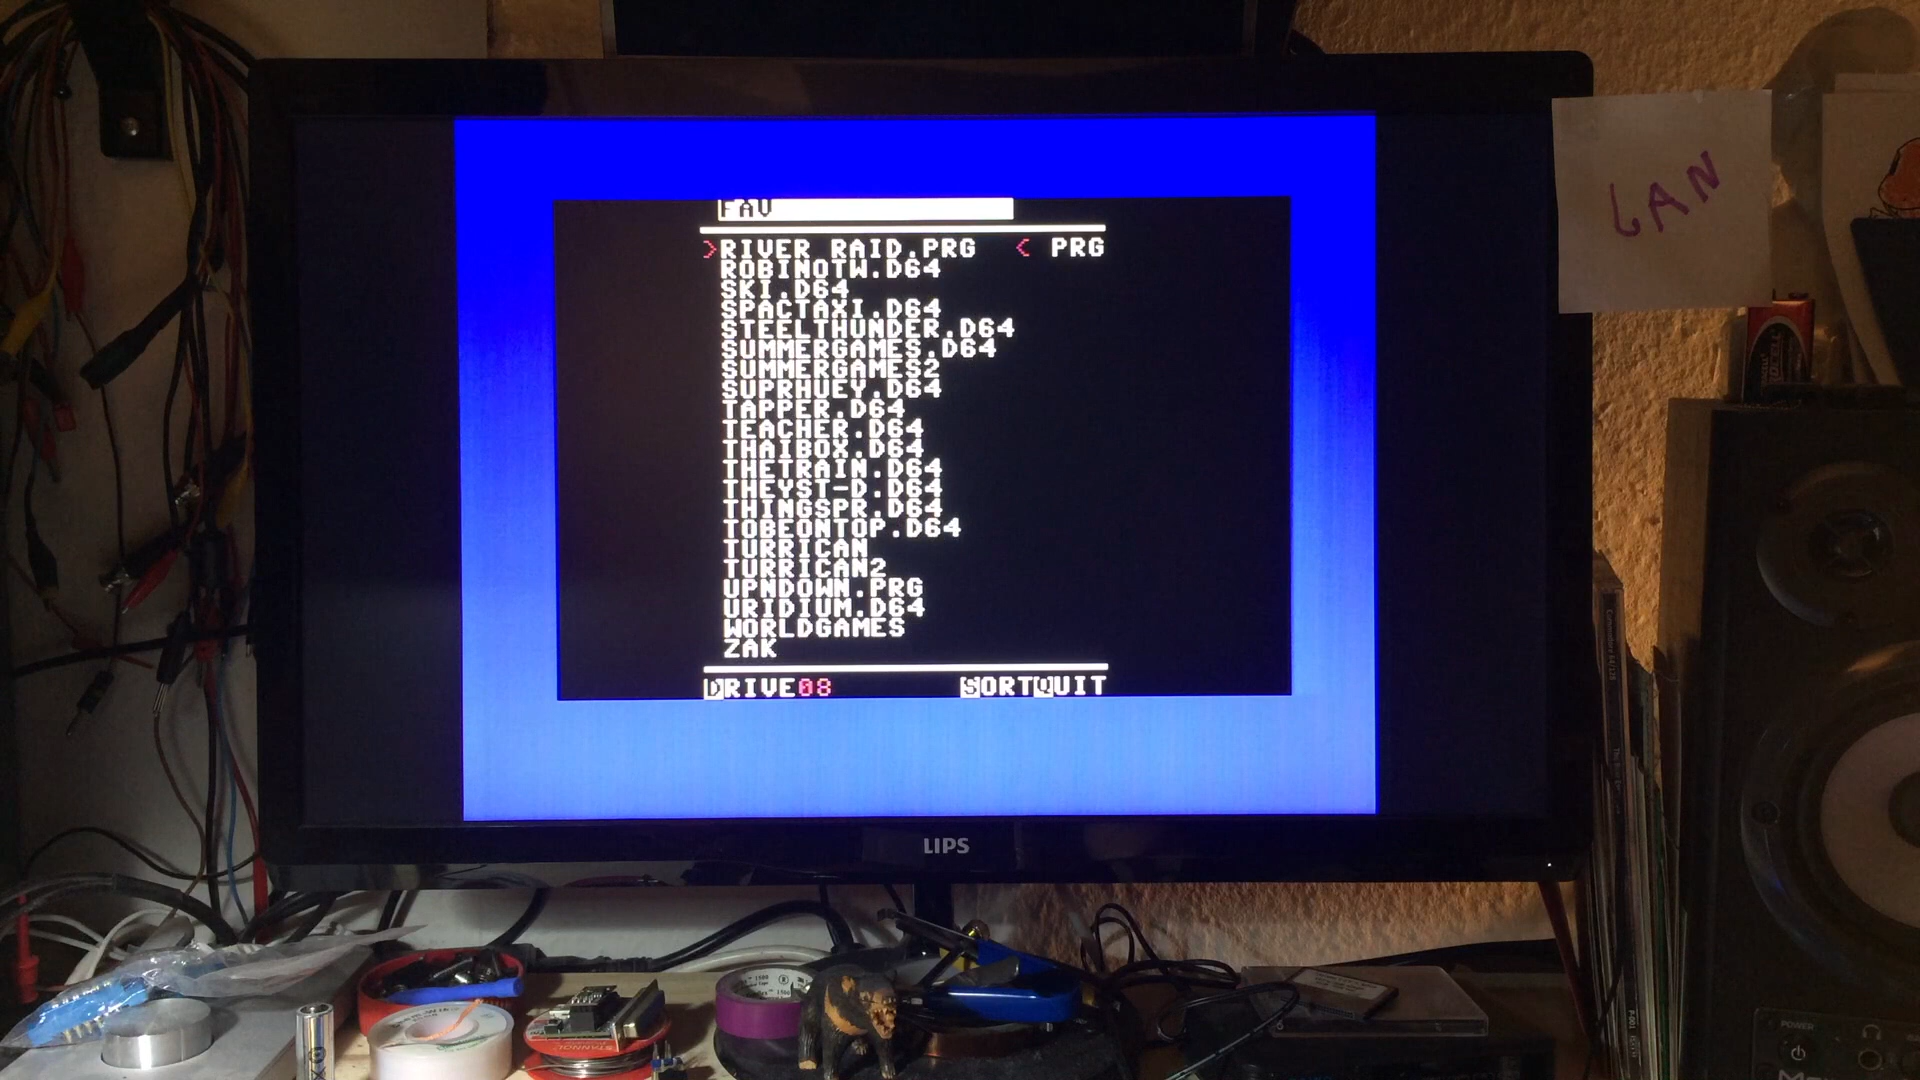 FAV
>RIVER RAID.PRG < PRG
ROBINOTW.D64
SKI.D64
SPACTAXI.D64
STEELTHUNDER.D64
SUMMERGAMES.D64
SUMMERGAMES2
SUPRHUEY.D64
TAPPER.D64
TEACHER.D64
THAIBOX.D64
THETRAIN.D64
THEYST-D.D64
THINGSPR.D64
TOBEONTOP.D64
TURRICAN
TURRICAN2
UPNDOWN.PRG
URIDIUM.D64
WORLDGAMES
ZAK
DRIVE08 SORTQUIT
LIPS
LAN
STANNOL
POWER